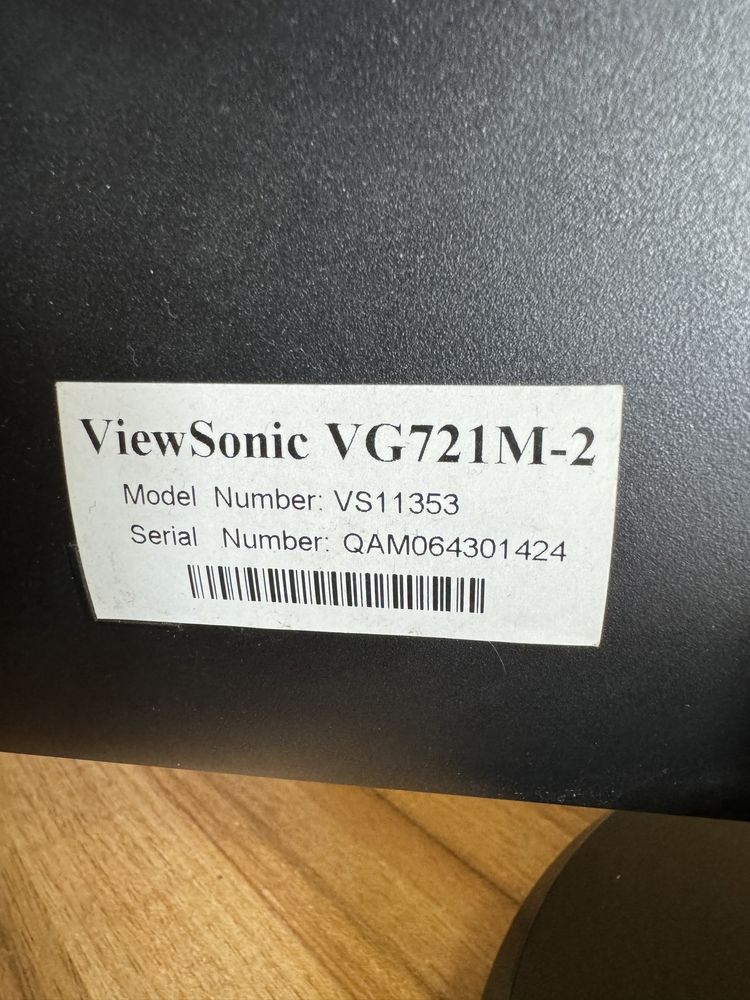 ViewSonic VG721M-2
Model Number: VS11353
Serial Number: QAM064301424